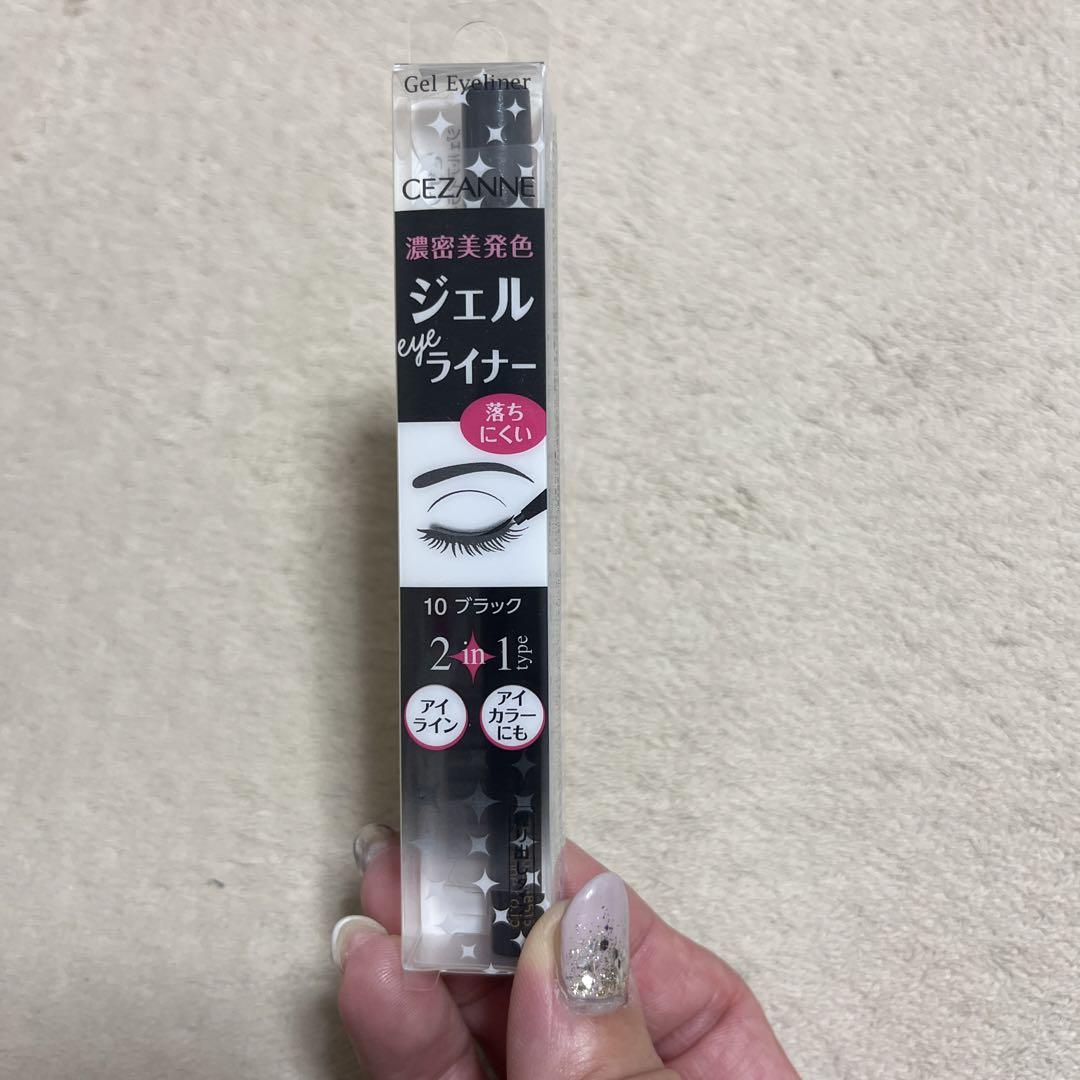 Gel Eyeliner
CEZANNE
濃密美発色
ジェル
eye
ライナー
落ち
にくい
10 ブラック
2 in 1 type
アイ
ライン
アイ
カラー
にも